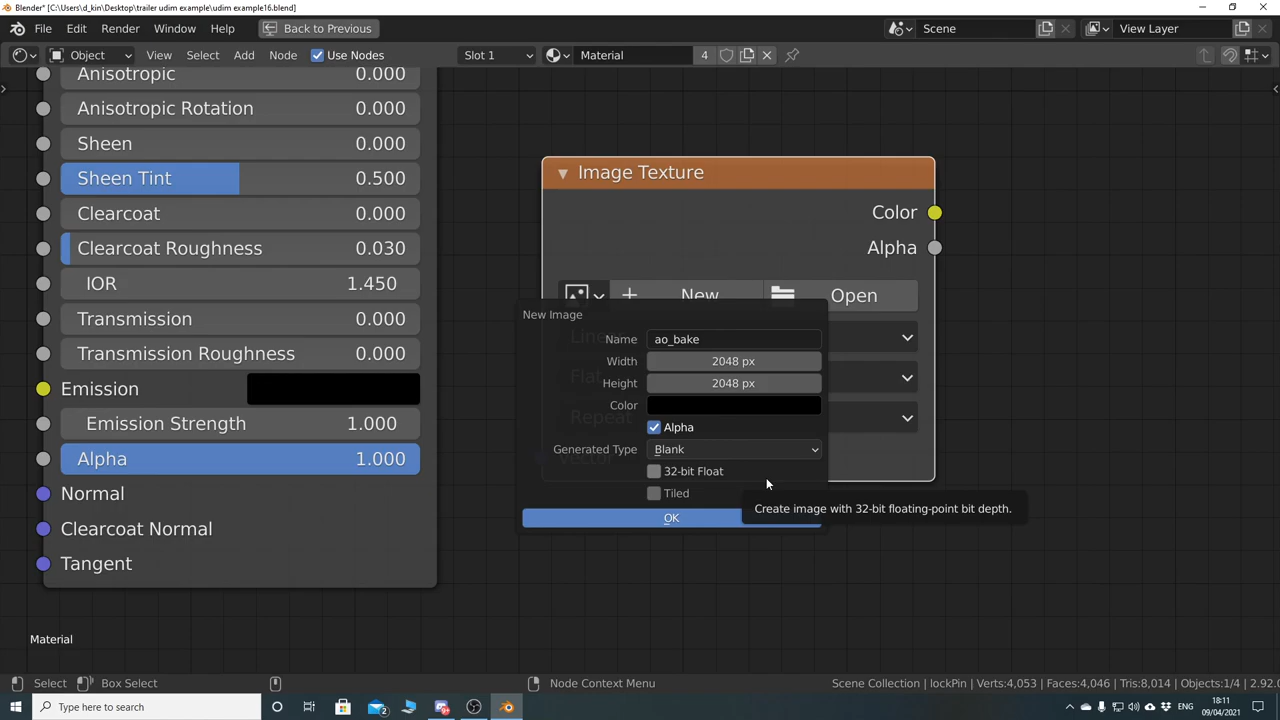 Blender* [C:\Users\d_kin\Desktop\trailer udim example\udim example16.blend]
File Edit Render Window Help Back to Previous Scene View Layer
Object View Select Add Node Use Nodes Slot 1 Material 4
Anisotropic 0.000
Anisotropic Rotation 0.000
Sheen 0.000
Sheen Tint 0.500
Clearcoat 0.000
Clearcoat Roughness 0.030
IOR 1.450
Transmission 0.000
Transmission Roughness 0.000
Emission
Emission Strength 1.000
Alpha 1.000
Normal
Clearcoat Normal
Tangent
Image Texture
Color
Alpha
New Open
New Image
Name ao_bake
Width 2048 px
Height 2048 px
Color
Alpha
Generated Type Blank
32-bit Float
Tiled
OK
Create image with 32-bit floating-point bit depth.
Material
Select Box Select Node Context Menu Scene Collection | lockPin | Verts:4,053 | Faces:4,046 | Tris:8,014 | Objects:1/4 | 2.92.0
Type here to search
ENG
18:11
09/04/2021